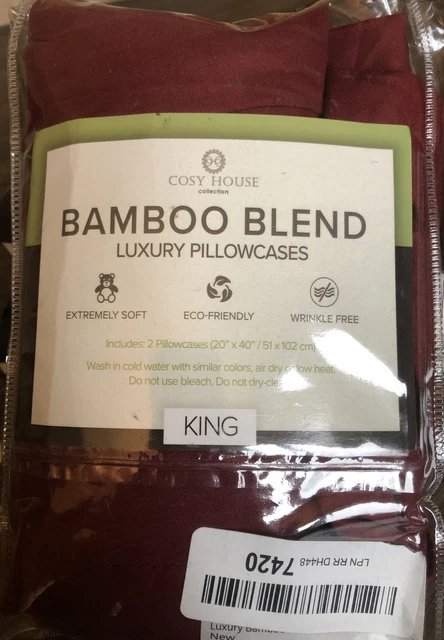 COSY HOUSE
collection
BAMBOO BLEND
LUXURY PILLOWCASES
EXTREMELY SOFT
ECO-FRIENDLY
WRINKLE FREE
Includes: 2 Pillowcases (20" x 40" / 51 x 102 cm)
Wash in cold water with similar colors, air dry or low heat.
Do not use bleach. Do not dry-clean
KING
LPN RR DH448
7420
Luxury Bamboo
New